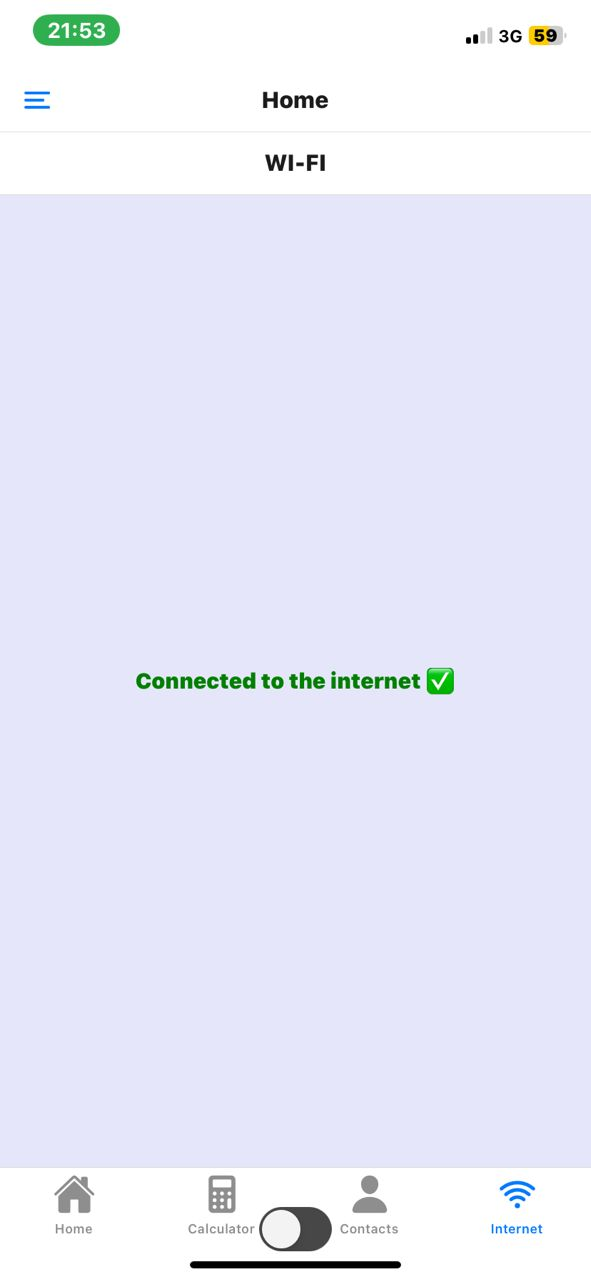 21:53
3G 59
Home
WI-FI
Connected to the internet ✅
Home Calculator Contacts Internet